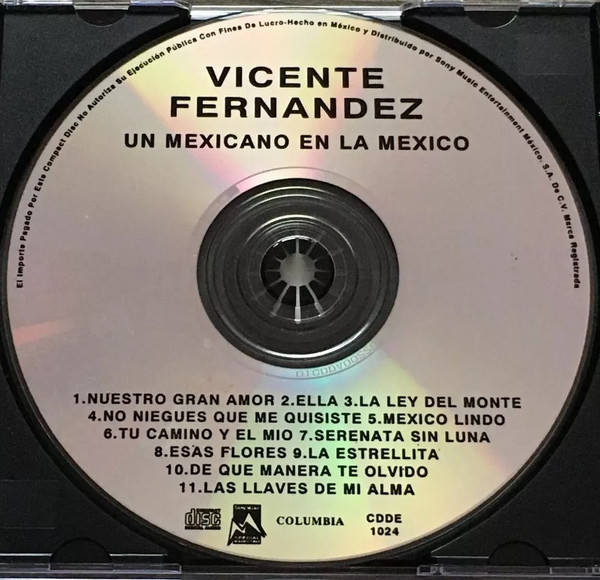 El Importe Pagado Por Este Compact Disc No Autoriza Su Ejecución Pública Con Fines De Lucro-Hecho en México y Distribuido por Sony Music Entertainment México, S.A. De C.V. Marca Registrada
VICENTE
FERNANDEZ
UN MEXICANO EN LA MEXICO
1.NUESTRO GRAN AMOR 2.ELLA 3.LA LEY DEL MONTE
4.NO NIEGUES QUE ME QUISISTE 5.MEXICO LINDO
6.TU CAMINO Y EL MIO 7.SERENATA SIN LUNA
8.ESAS FLORES 9.LA ESTRELLITA
10.DE QUE MANERA TE OLVIDO
11.LAS LLAVES DE MI ALMA
disc
COLUMBIA
CDDE
1024